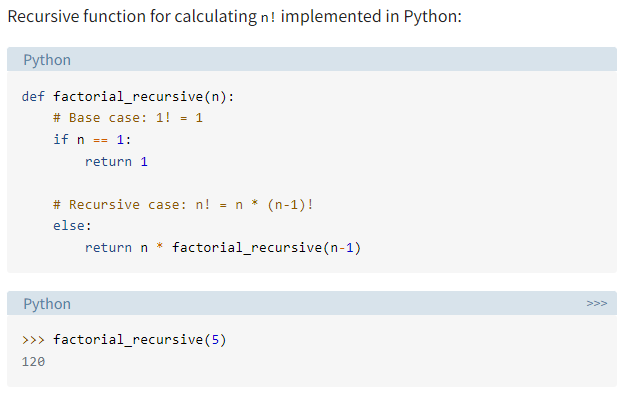 Recursive function for calculating n! implemented in Python:
Python
def factorial_recursive(n):
    # Base case: 1! = 1
    if n == 1:
        return 1
    # Recursive case: n! = n * (n-1)!
    else:
        return n * factorial_recursive(n-1)
Python >>>
>>> factorial_recursive(5)
120